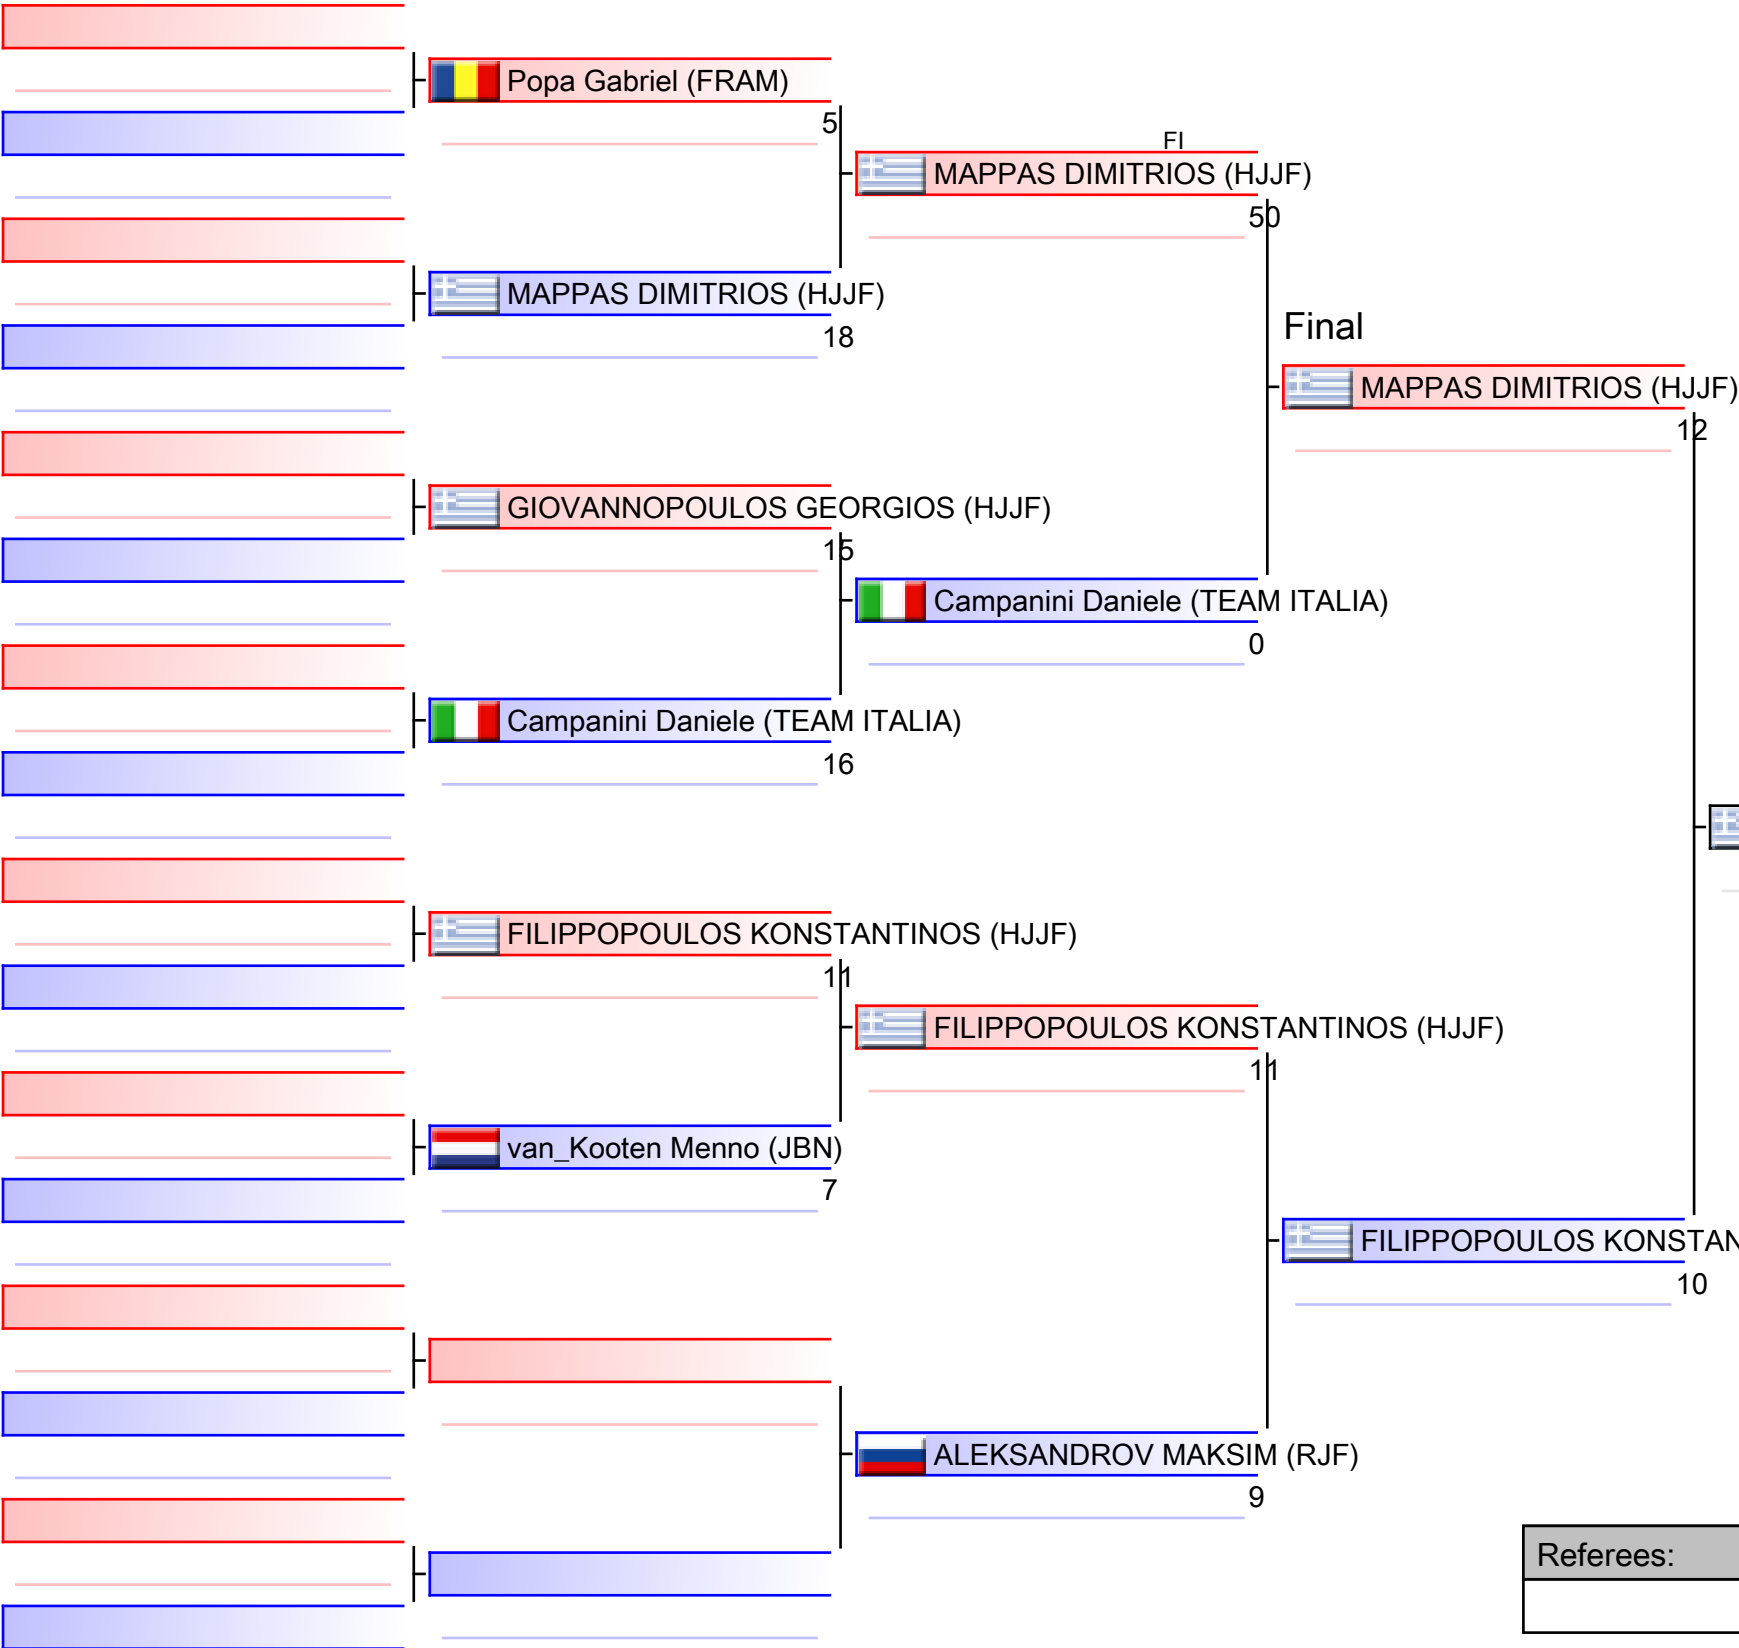 Popa Gabriel (FRAM)
5
FI
MAPPAS DIMITRIOS (HJJF)
50
MAPPAS DIMITRIOS (HJJF)
18
Final
MAPPAS DIMITRIOS (HJJF)
12
GIOVANNOPOULOS GEORGIOS (HJJF)
15
Campanini Daniele (TEAM ITALIA)
0
Campanini Daniele (TEAM ITALIA)
16
FILIPPOPOULOS KONSTANTINOS (HJJF)
11
FILIPPOPOULOS KONSTANTINOS (HJJF)
11
van_Kooten Menno (JBN)
7
FILIPPOPOULOS KONSTAN
10
ALEKSANDROV MAKSIM (RJF)
9
Referees: